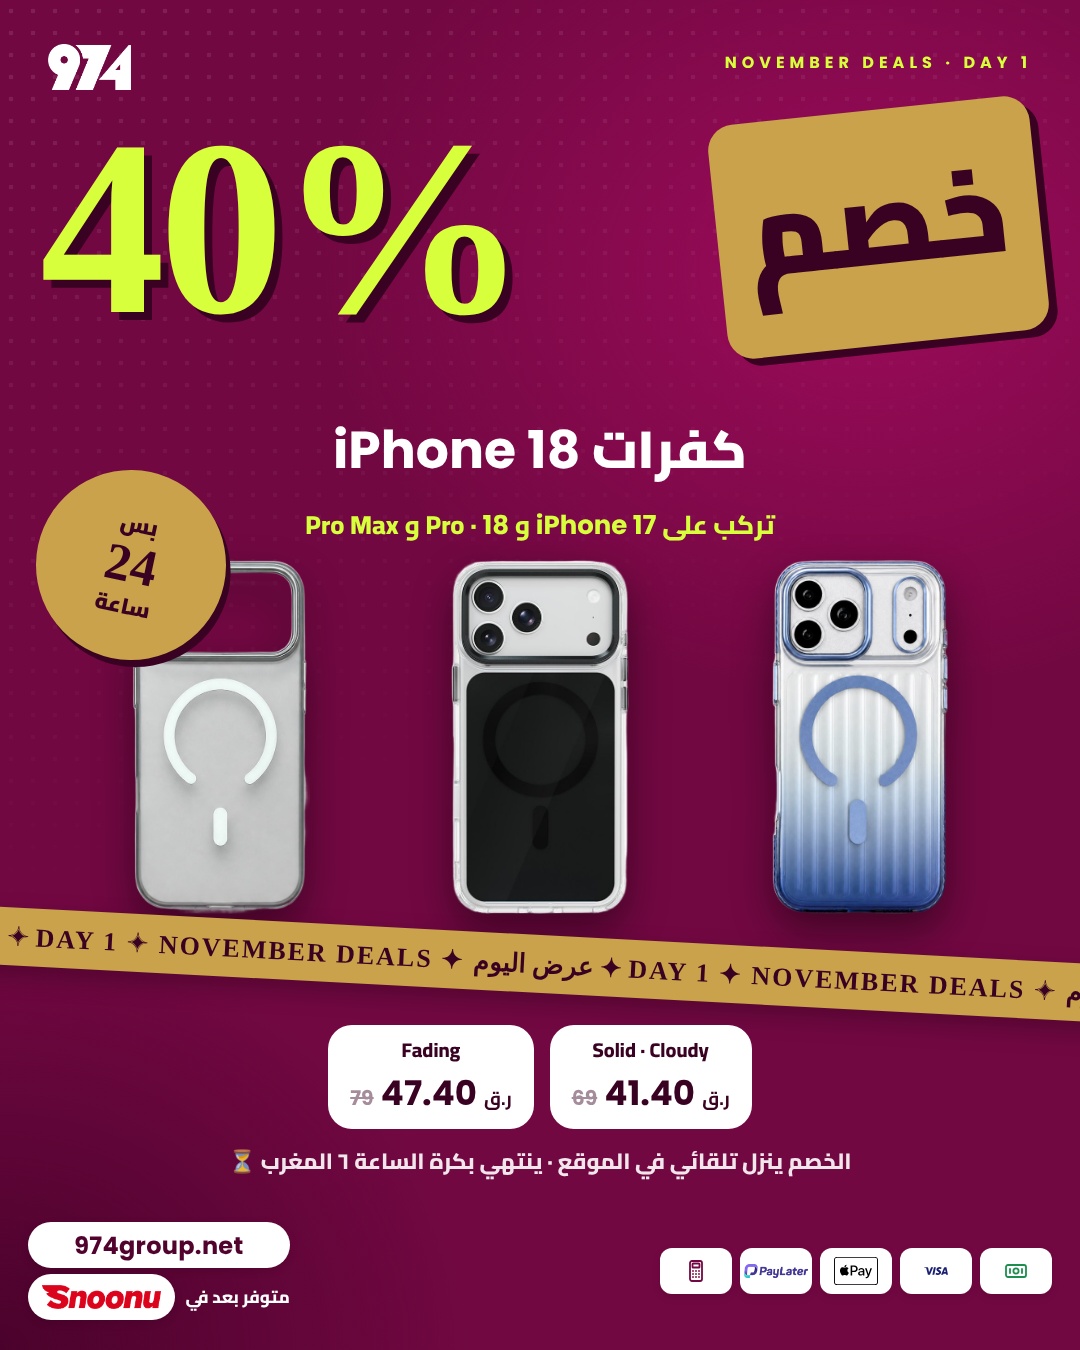 974
NOVEMBER DEALS · DAY 1
40%
خصم
كفرات iPhone 18
تركب على iPhone 17 و 18 · Pro و Pro Max
بس
24
ساعة
✦ DAY 1 ✦ NOVEMBER DEALS ✦ عرض اليوم ✦ DAY 1 ✦ NOVEMBER DEALS ✦
Fading
79 47.40 ر.ق
Solid · Cloudy
69 41.40 ر.ق
الخصم ينزل تلقائي في الموقع · ينتهي بكرة الساعة ٦ المغرب ⏳
974group.net
متوفر بعد في Snoonu
PayLater
Pay
VISA